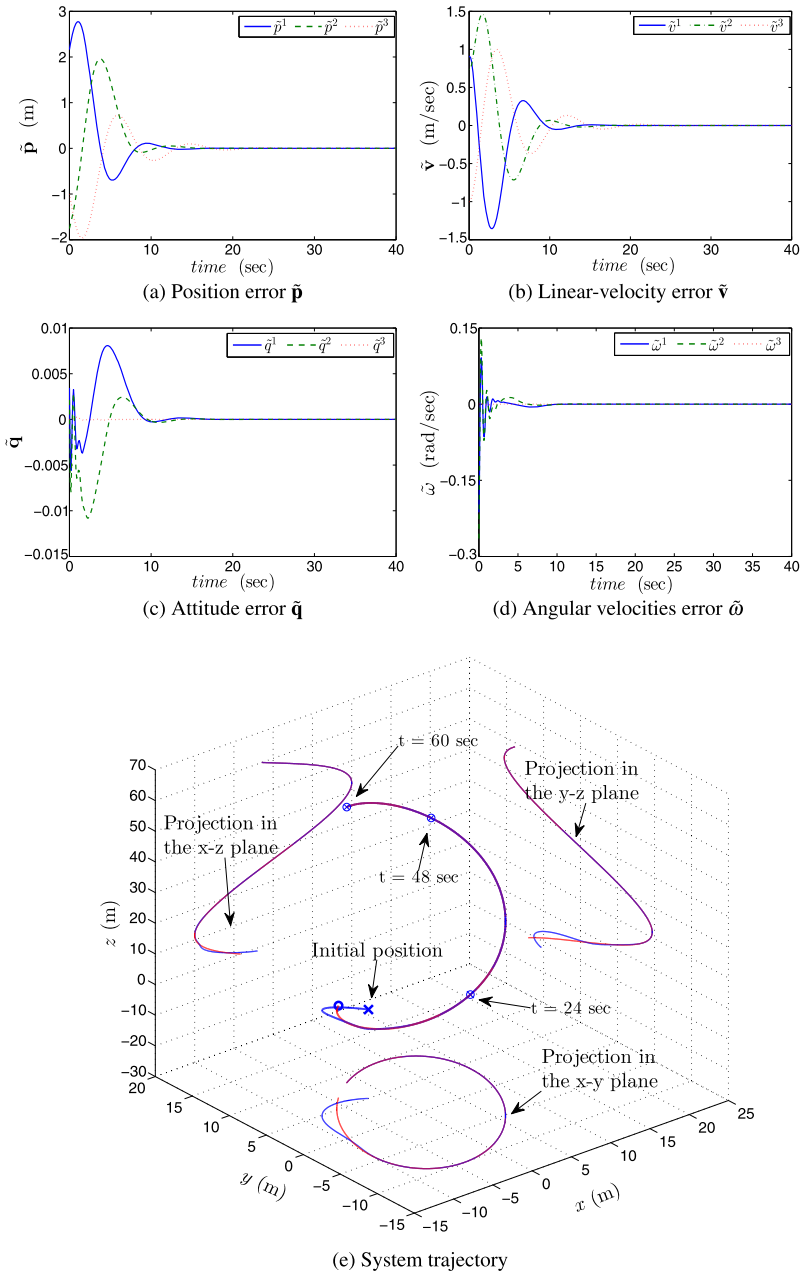 3
2
1
0
−1
−2
0
10
20
30
40
p̃ (m)
time (sec)
p̃¹ p̃² p̃³
(a) Position error p̃
1.5
1
0.5
0
−0.5
−1
−1.5
0
10
20
30
40
ṽ (m/sec)
time (sec)
ṽ¹ ṽ² ṽ³
(b) Linear-velocity error ṽ
0.01
0.005
0
−0.005
−0.01
−0.015
0
10
20
30
40
q̃
time (sec)
q̃¹ q̃² q̃³
(c) Attitude error q̃
0.15
0
−0.15
−0.3
0
5
10
15
20
25
30
35
40
ω̃ (rad/sec)
time (sec)
ω̃¹ ω̃² ω̃³
(d) Angular velocities error ω̃
70
60
50
40
30
20
10
0
−10
−20
−30
z (m)
20
15
10
5
0
−5
−10
−15
y (m)
−15
−10
−5
0
5
10
15
20
25
x (m)
t = 60 sec
Projection in
the y-z plane
Projection in
the x-z plane
t = 48 sec
Initial position
t = 24 sec
Projection in
the x-y plane
(e) System trajectory